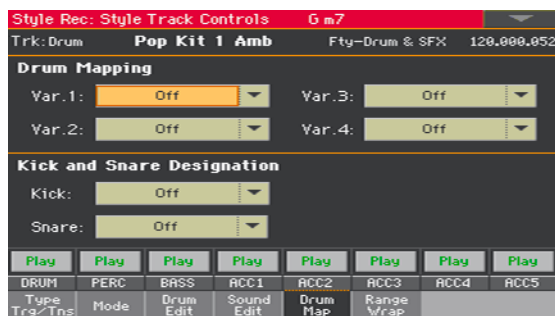 Style Rec: Style Track Controls G m7
Trk: Drum Pop Kit 1 Amb Fty-Drum & SFX 120.000.052
Drum Mapping
Var.1: Off Var.3: Off
Var.2: Off Var.4: Off
Kick and Snare Designation
Kick: Off
Snare: Off
Play Play Play Play Play Play Play Play
DRUM PERC BASS ACC1 ACC2 ACC3 ACC4 ACC5
Type Trg/Tns Mode Drum Edit Sound Edit Drum Map Range Wrap